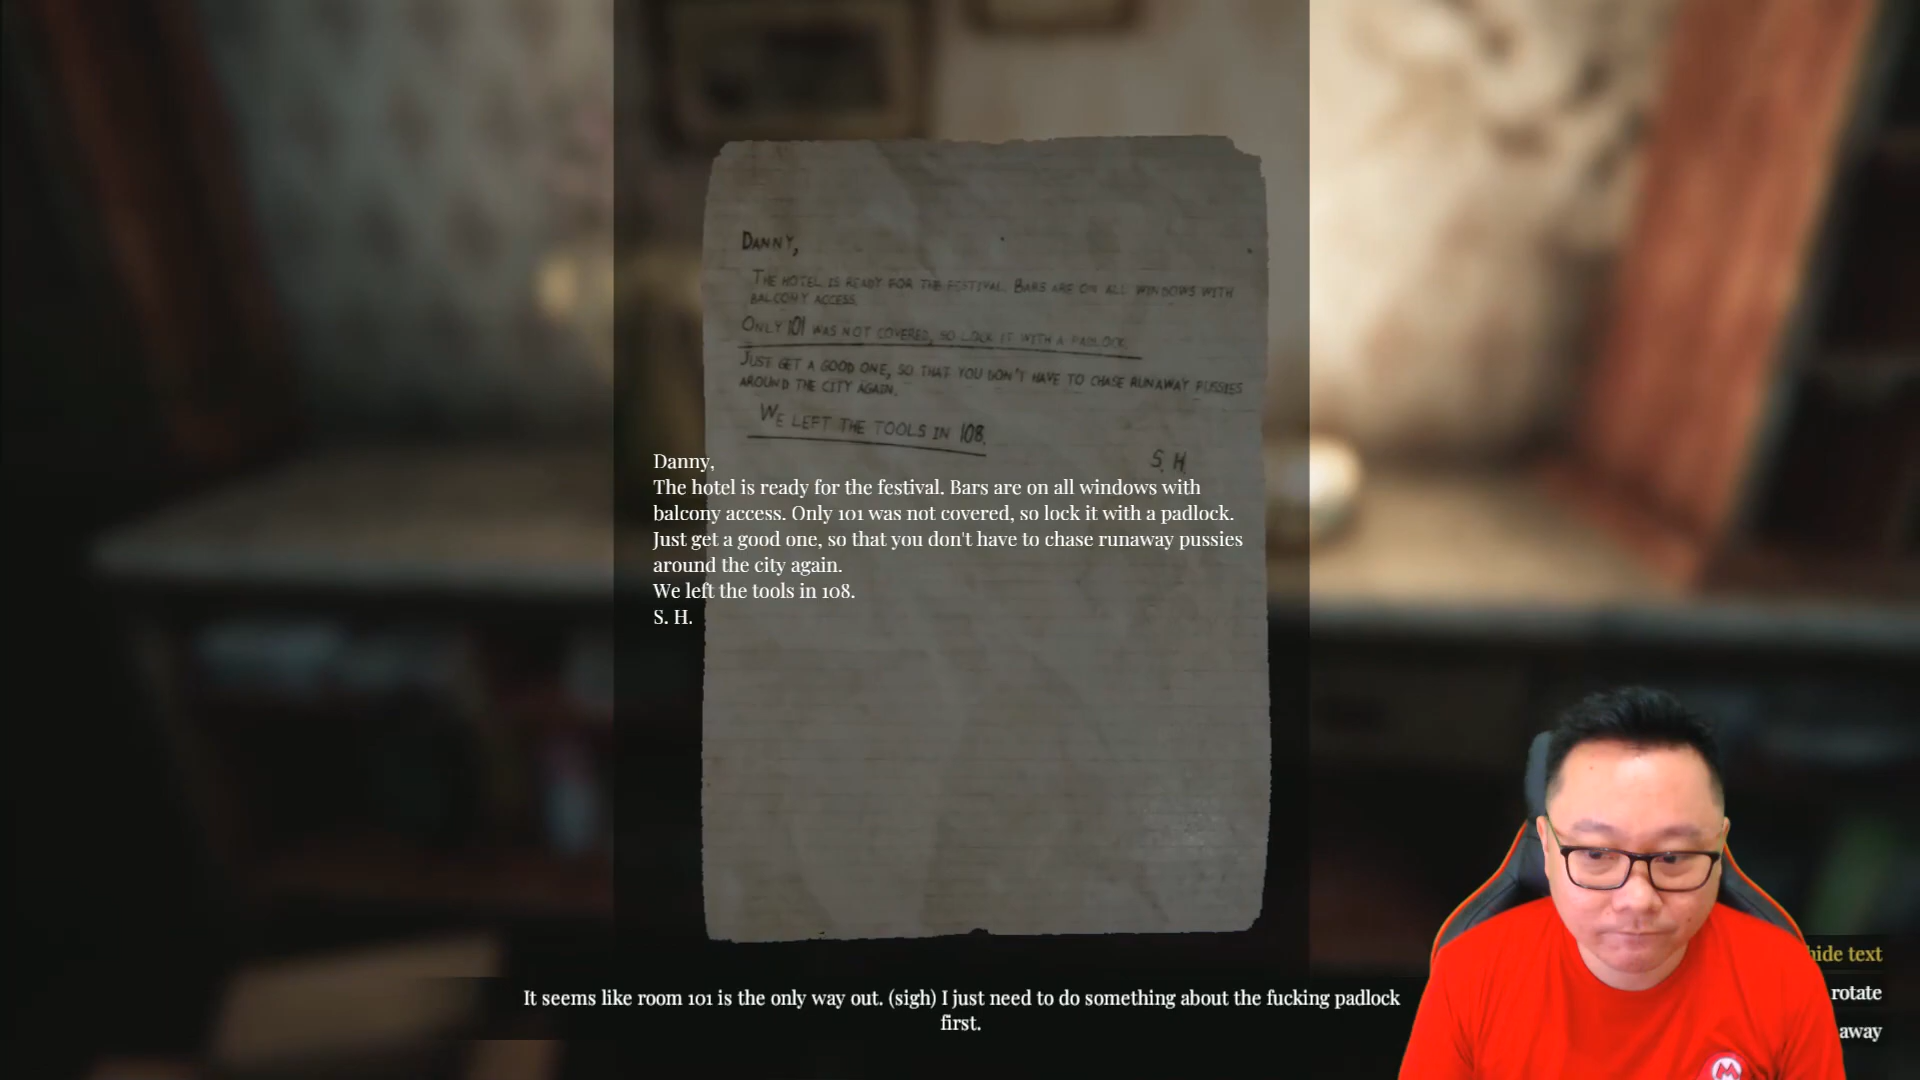 DANNY,
THE HOTEL IS READY FOR THE FESTIVAL. BARS ARE ON ALL WINDOWS WITH
BALCONY ACCESS.
ONLY 101 WAS NOT COVERED, SO LOCK IT WITH A PADLOCK.
JUST GET A GOOD ONE, SO THAT YOU DON'T HAVE TO CHASE RUNAWAY PUSSIES
AROUND THE CITY AGAIN.
WE LEFT THE TOOLS IN 108.
S. H.
Danny,
The hotel is ready for the festival. Bars are on all windows with
balcony access. Only 101 was not covered, so lock it with a padlock.
Just get a good one, so that you don't have to chase runaway pussies
around the city again.
We left the tools in 108.
S. H.
It seems like room 101 is the only way out. (sigh) I just need to do something about the fucking padlock
first.
hide text
rotate
away
M